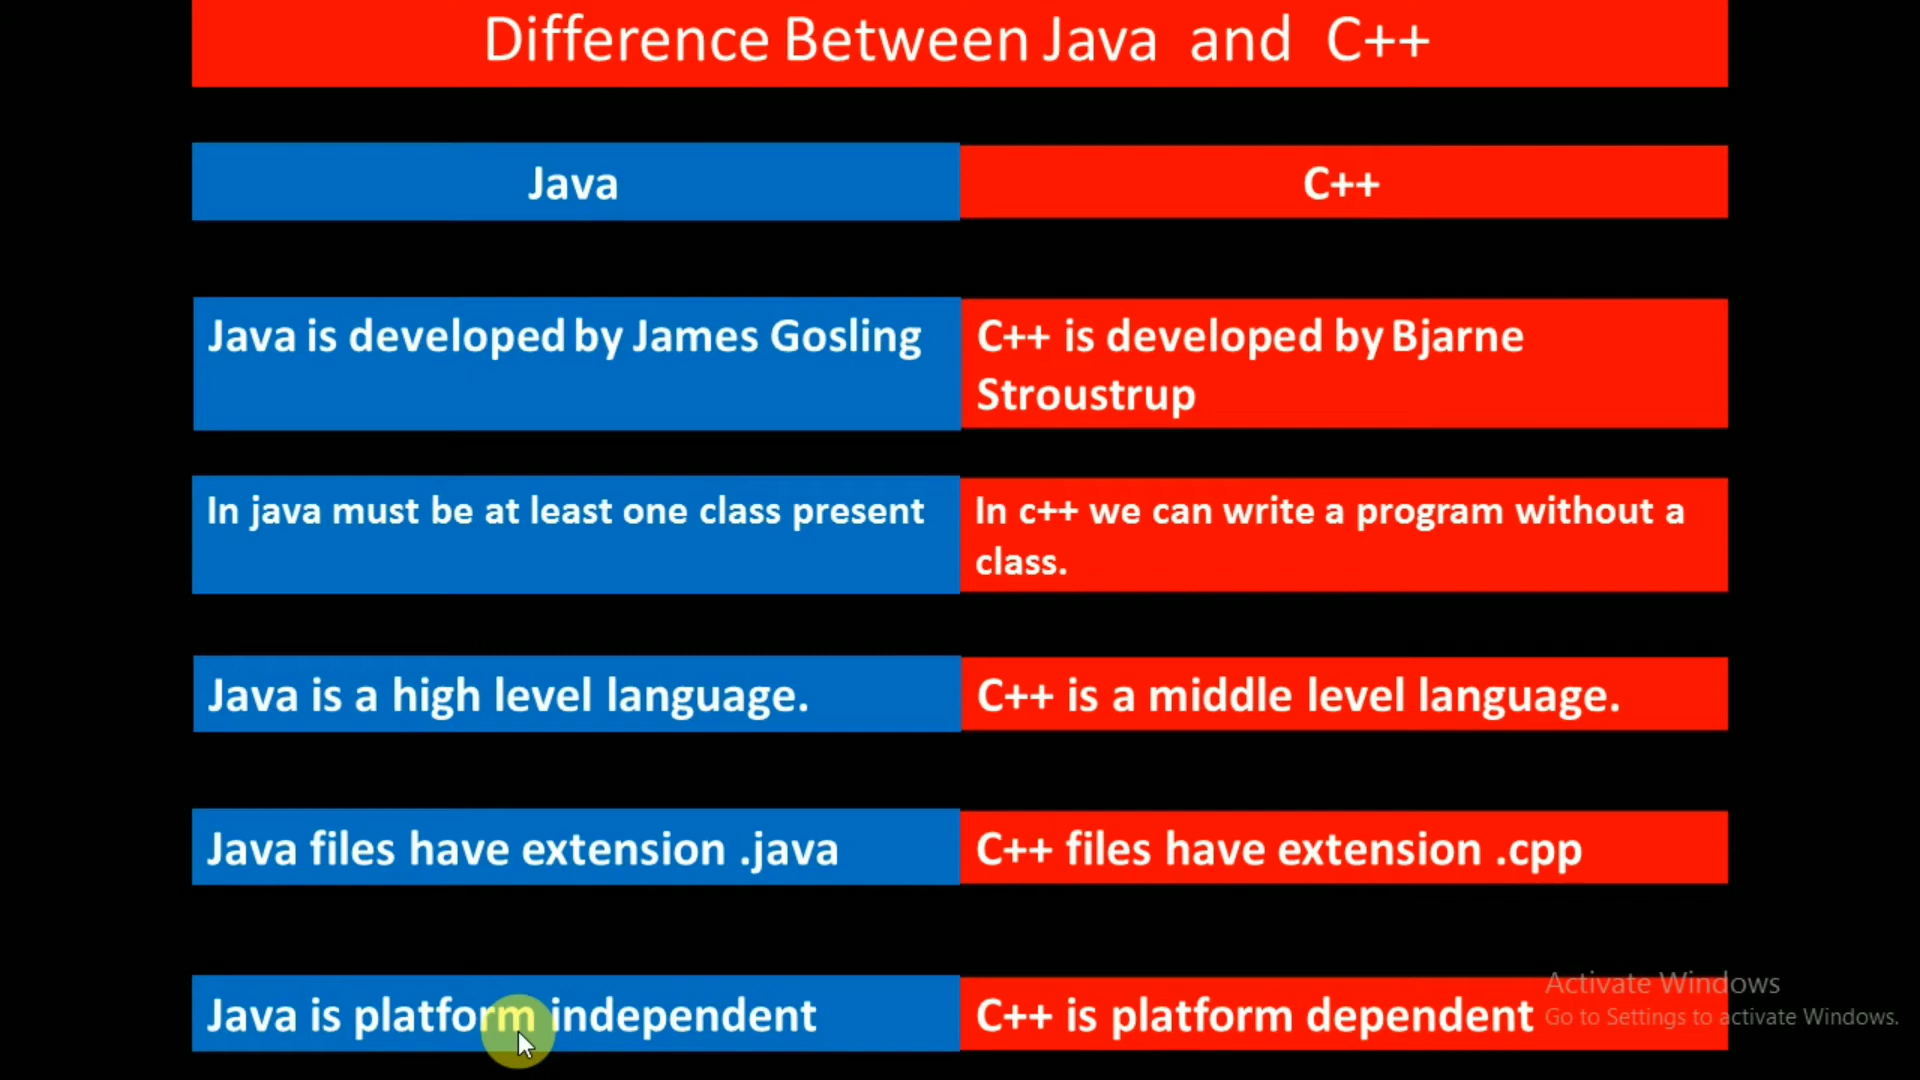 Difference Between Java and C++
Java
C++
Java is developed by James Gosling
C++ is developed by Bjarne
Stroustrup
In java must be at least one class present
In c++ we can write a program without a
class.
Java is a high level language.
C++ is a middle level language.
Java files have extension .java
C++ files have extension .cpp
Java is platform independent
C++ is platform dependent
Activate Windows
Go to Settings to activate Windows.